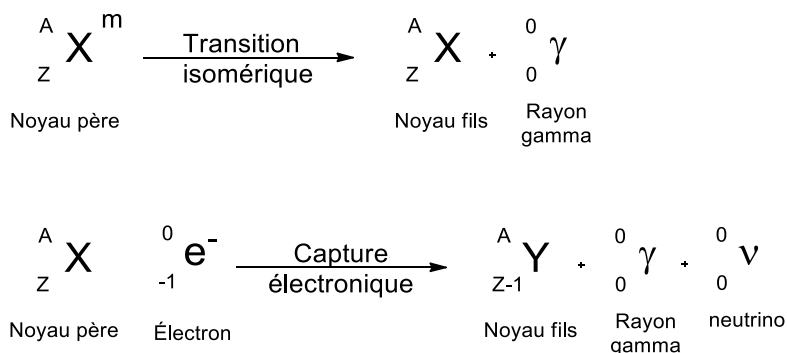 A
Z X m Transition isomérique A
Z X + 0
0 γ
Noyau père Noyau fils Rayon gamma
A
Z X 0
-1 e- Capture électronique A
Z-1 Y + 0
0 γ + 0
0 ν
Noyau père Électron Noyau fils Rayon gamma neutrino